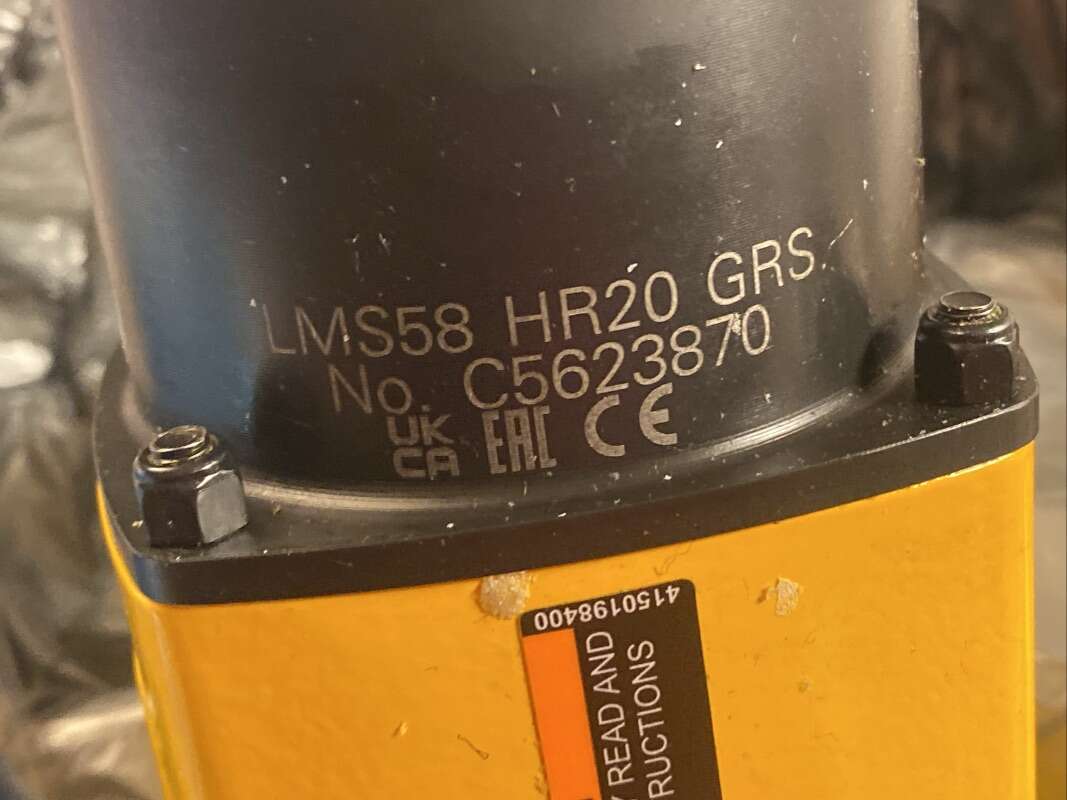 LMS58 HR20 GRS
No. C5623870
UK
CA EAC CE
4150198400
READ AND
RUCTIONS